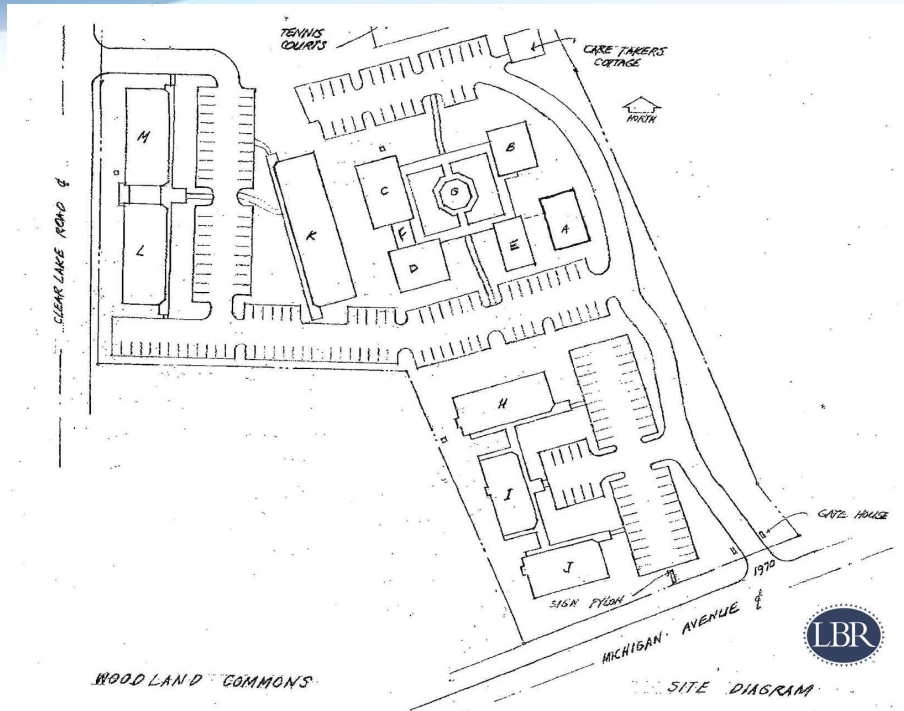 TENNIS
COURTS
CARE TAKERS
COTTAGE
NORTH
M
B
C
G
K
F
A
E
L
D
CLEAR LAKE ROAD ℄
H
I
GATE HOUSE
J
1970
SIGN PYLON
MICHIGAN AVENUE ℄
LBR
WOODLAND COMMONS
SITE DIAGRAM